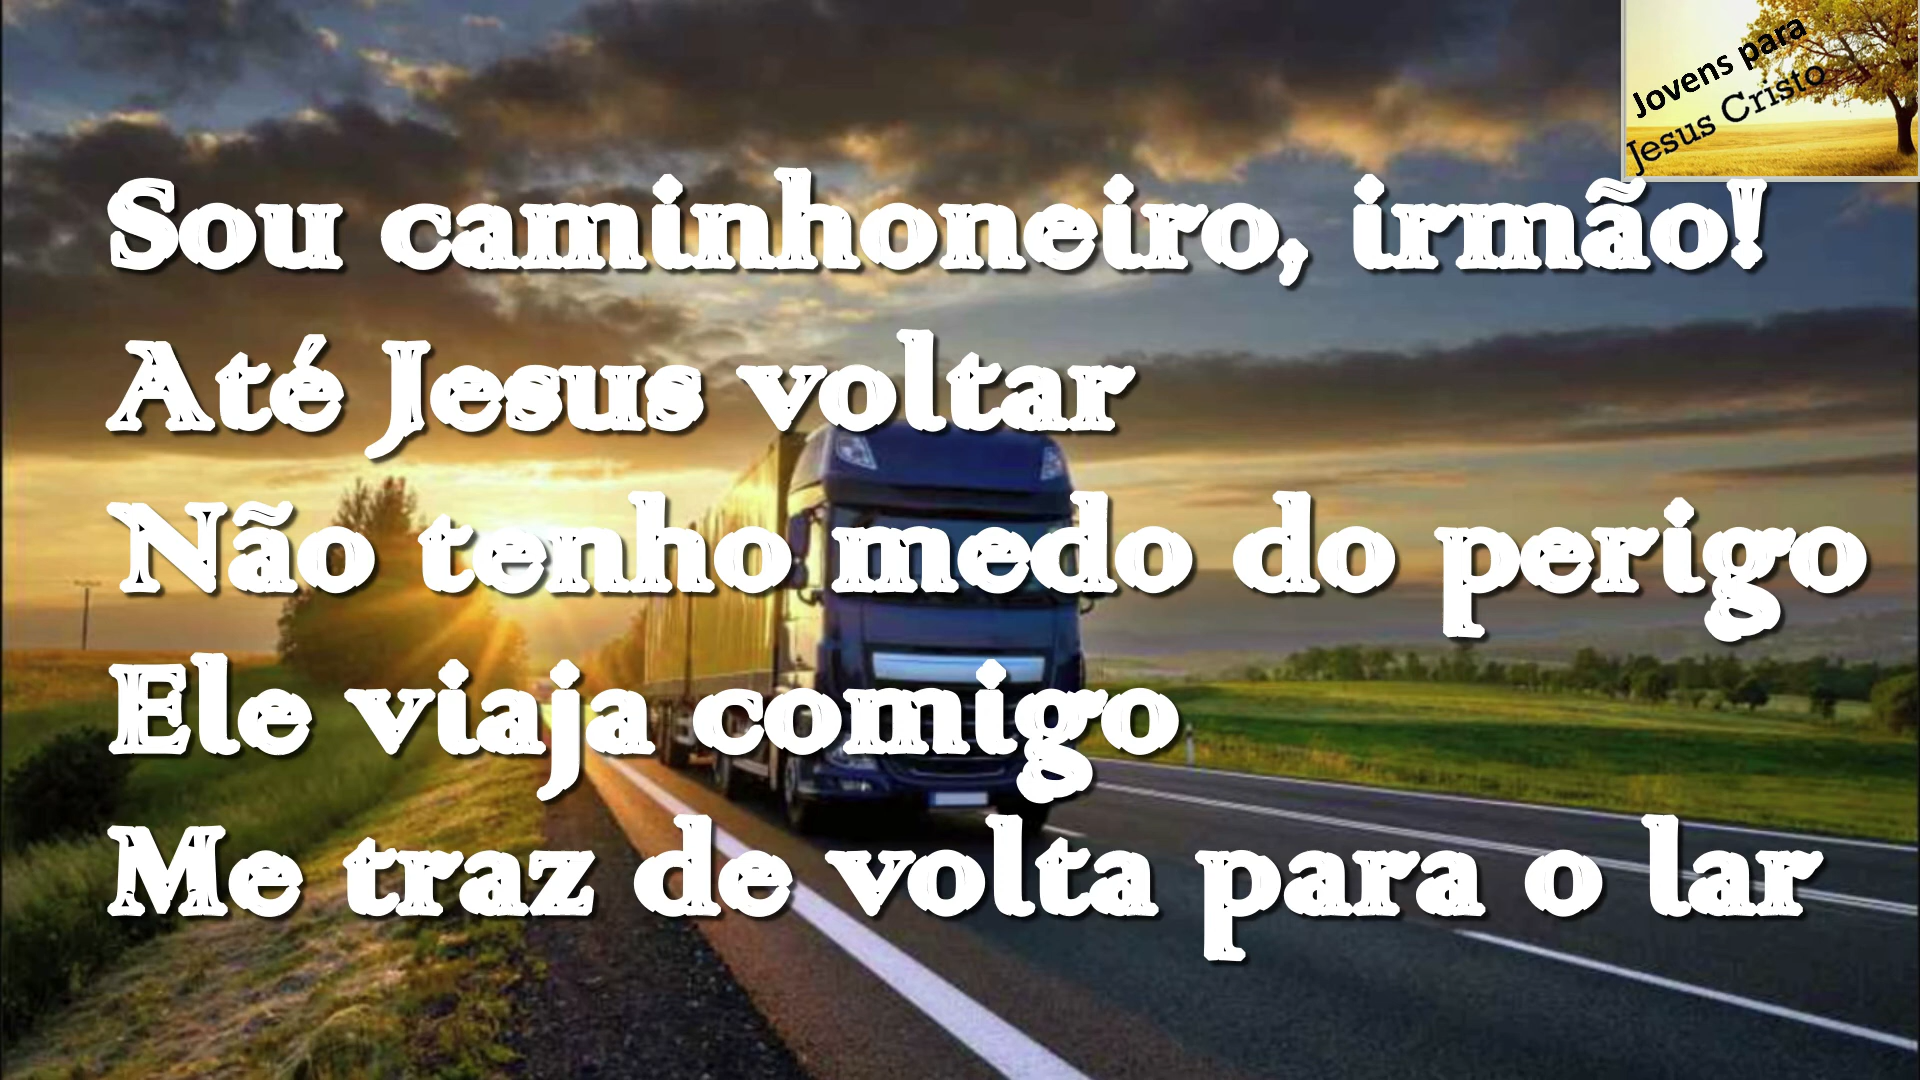 Jovens para
Jesus Cristo
Sou caminhoneiro, irmão!
Até Jesus voltar
Não tenho medo do perigo
Ele viaja comigo
Me traz de volta para o lar